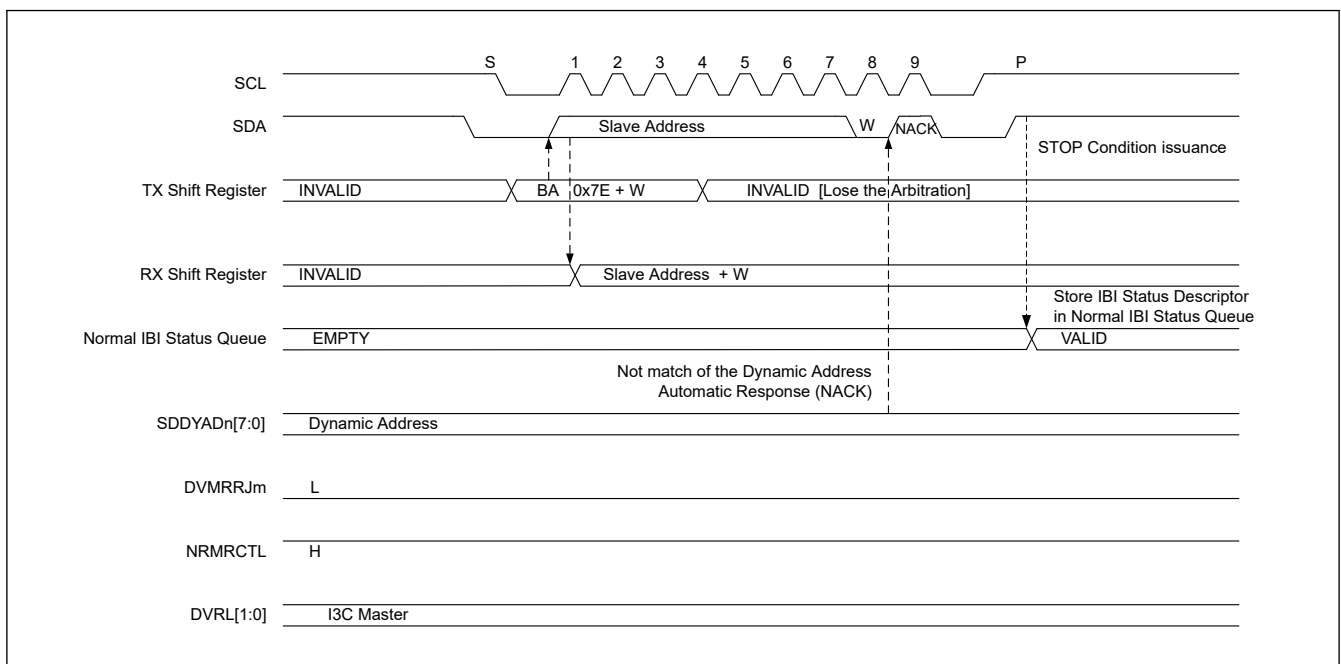 S 1 2 3 4 5 6 7 8 9 P
SCL
SDA Slave Address W NACK
STOP Condition issuance
TX Shift Register INVALID BA 0x7E + W INVALID [Lose the Arbitration]
RX Shift Register INVALID Slave Address + W
Store IBI Status Descriptor
in Normal IBI Status Queue
Normal IBI Status Queue EMPTY VALID
Not match of the Dynamic Address
Automatic Response (NACK)
SDDYADn[7:0] Dynamic Address
DVMRRJm L
NRMRCTL H
DVRL[1:0] I3C Master